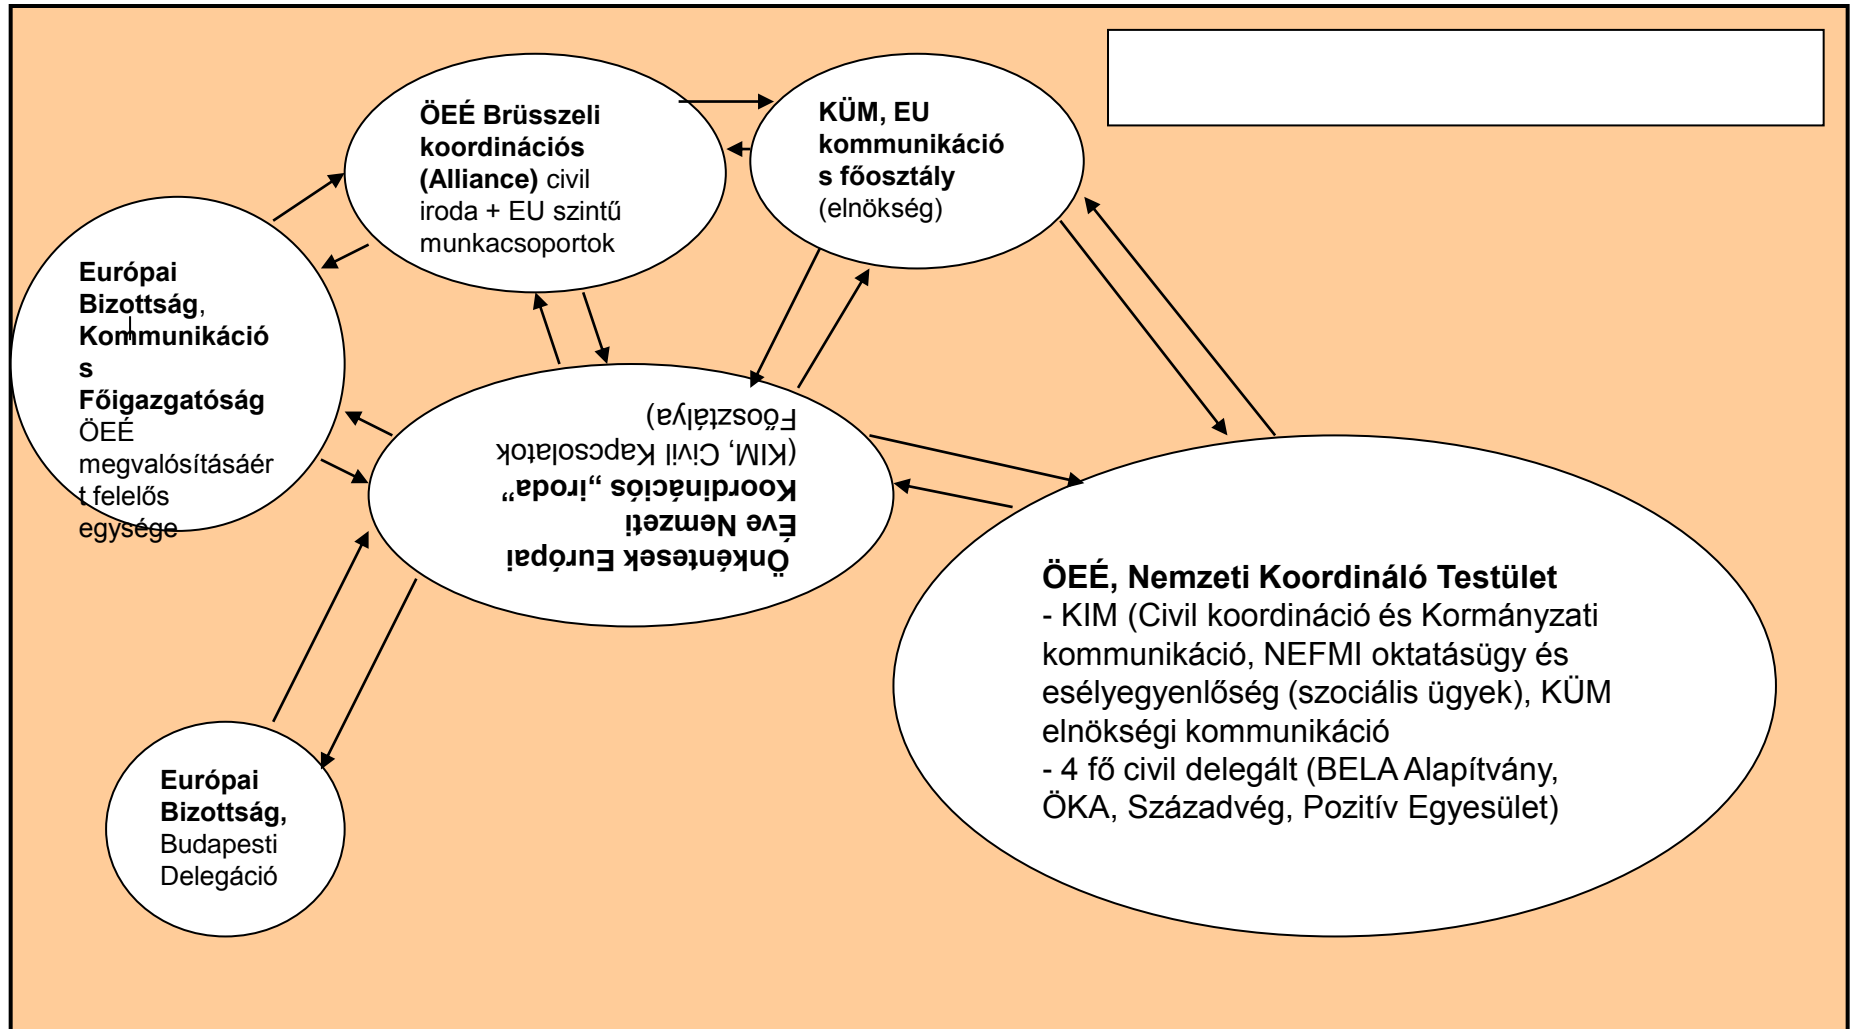 ÖEÉ Brüsszeli
koordinációs
(Alliance) civil
iroda + EU szintű
munkacsoportok
KÜM, EU
kommunikáció
s főosztály
(elnökség)
Európai
Bizottság,
Kommunikáció
s
Főigazgatóság
ÖEÉ
megvalósításáér
t felelős
egysége
Önkéntesek Európai
Éve Nemzeti
Koordinációs „iroda”
(KIM, Civil Kapcsolatok
Főosztálya)
ÖEÉ, Nemzeti Koordináló Testület
- KIM (Civil koordináció és Kormányzati
kommunikáció, NEFMI oktatásügy és
esélyegyenlőség (szociális ügyek), KÜM
elnökségi kommunikáció
- 4 fő civil delegált (BELA Alapítvány,
ÖKA, Századvég, Pozitív Egyesület)
Európai
Bizottság,
Budapesti
Delegáció